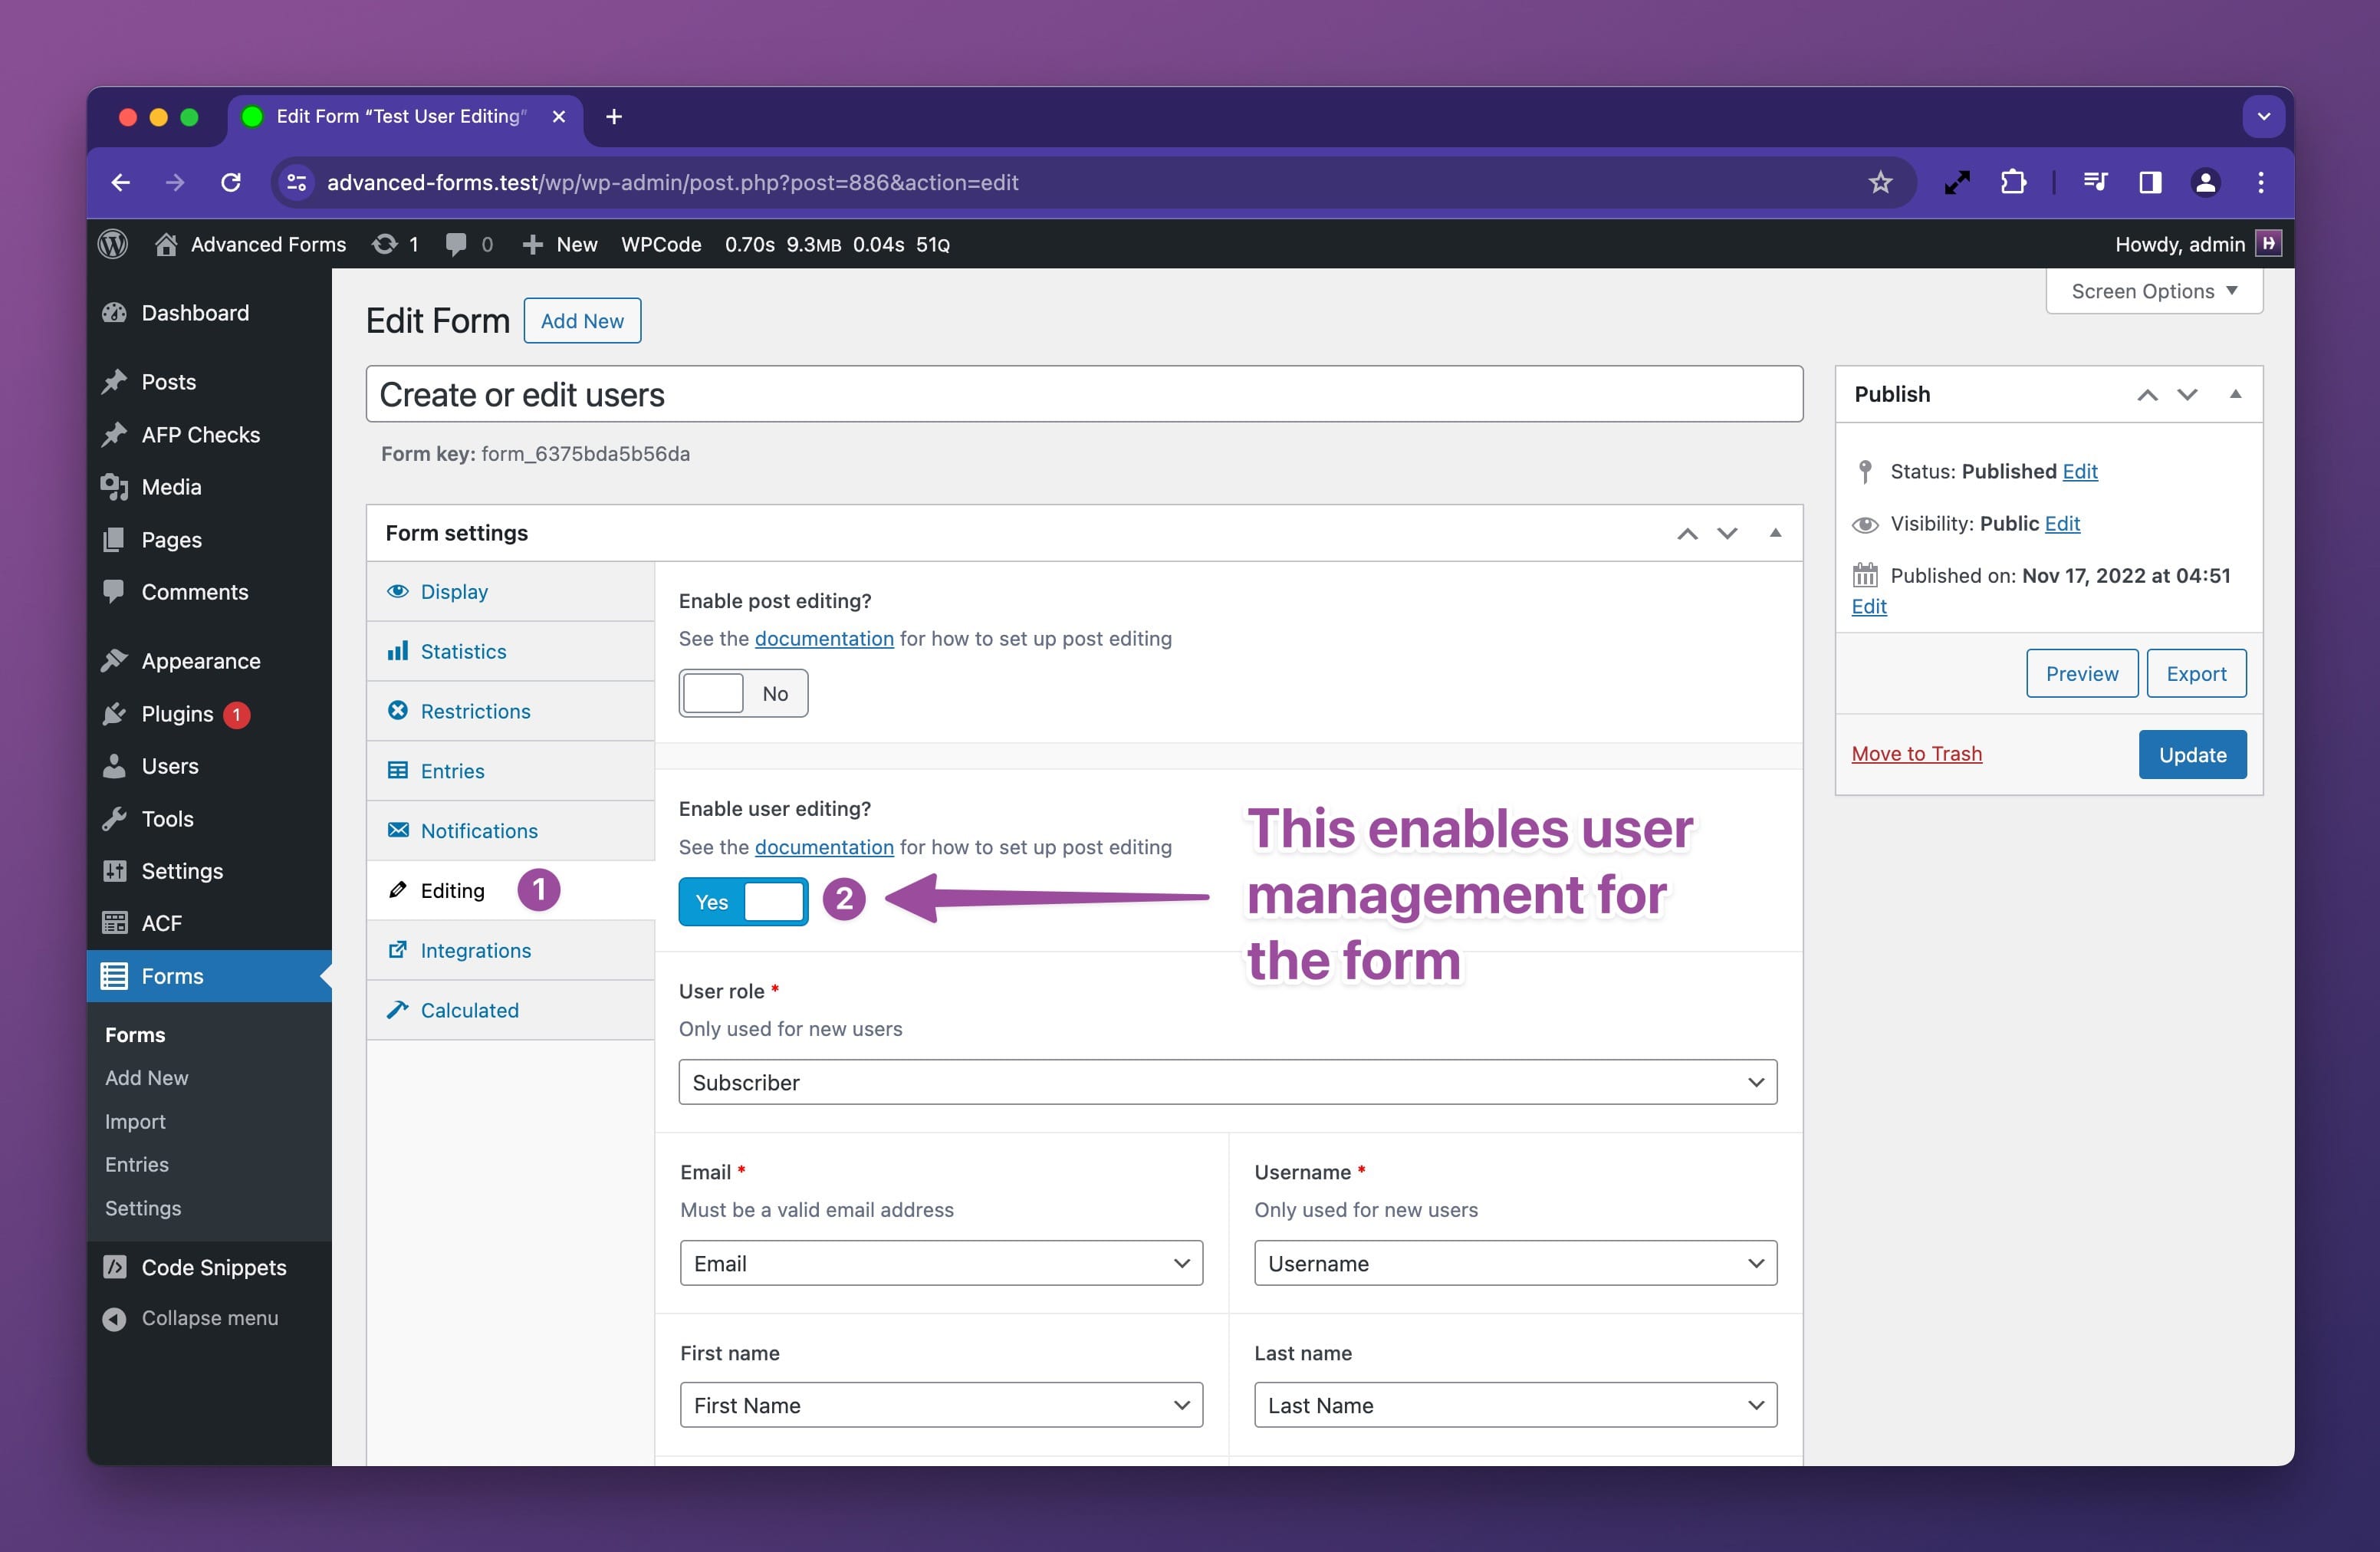 Edit Form “Test User Editing”
advanced-forms.test/wp/wp-admin/post.php?post=886&action=edit
Advanced Forms 1 0 New WPCode 0.70s 9.3MB 0.04s 51Q
Howdy, admin
Dashboard
Posts
AFP Checks
Media
Pages
Comments
Appearance
Plugins 1
Users
Tools
Settings
ACF
Forms
Forms
Add New
Import
Entries
Settings
Code Snippets
Collapse menu
Screen Options
Edit Form Add New
Create or edit users
Form key: form_6375bda5b56da
Form settings
Display
Statistics
Restrictions
Entries
Notifications
Editing 1
Integrations
Calculated
Enable post editing?
See the documentation for how to set up post editing
No
Enable user editing?
See the documentation for how to set up post editing
Yes 2
This enables user
management for
the form
User role *
Only used for new users
Subscriber
Email *
Must be a valid email address
Email
Username *
Only used for new users
Username
First name
First Name
Last name
Last Name
Publish
Status: Published Edit
Visibility: Public Edit
Published on: Nov 17, 2022 at 04:51
Edit
Preview Export
Move to Trash Update